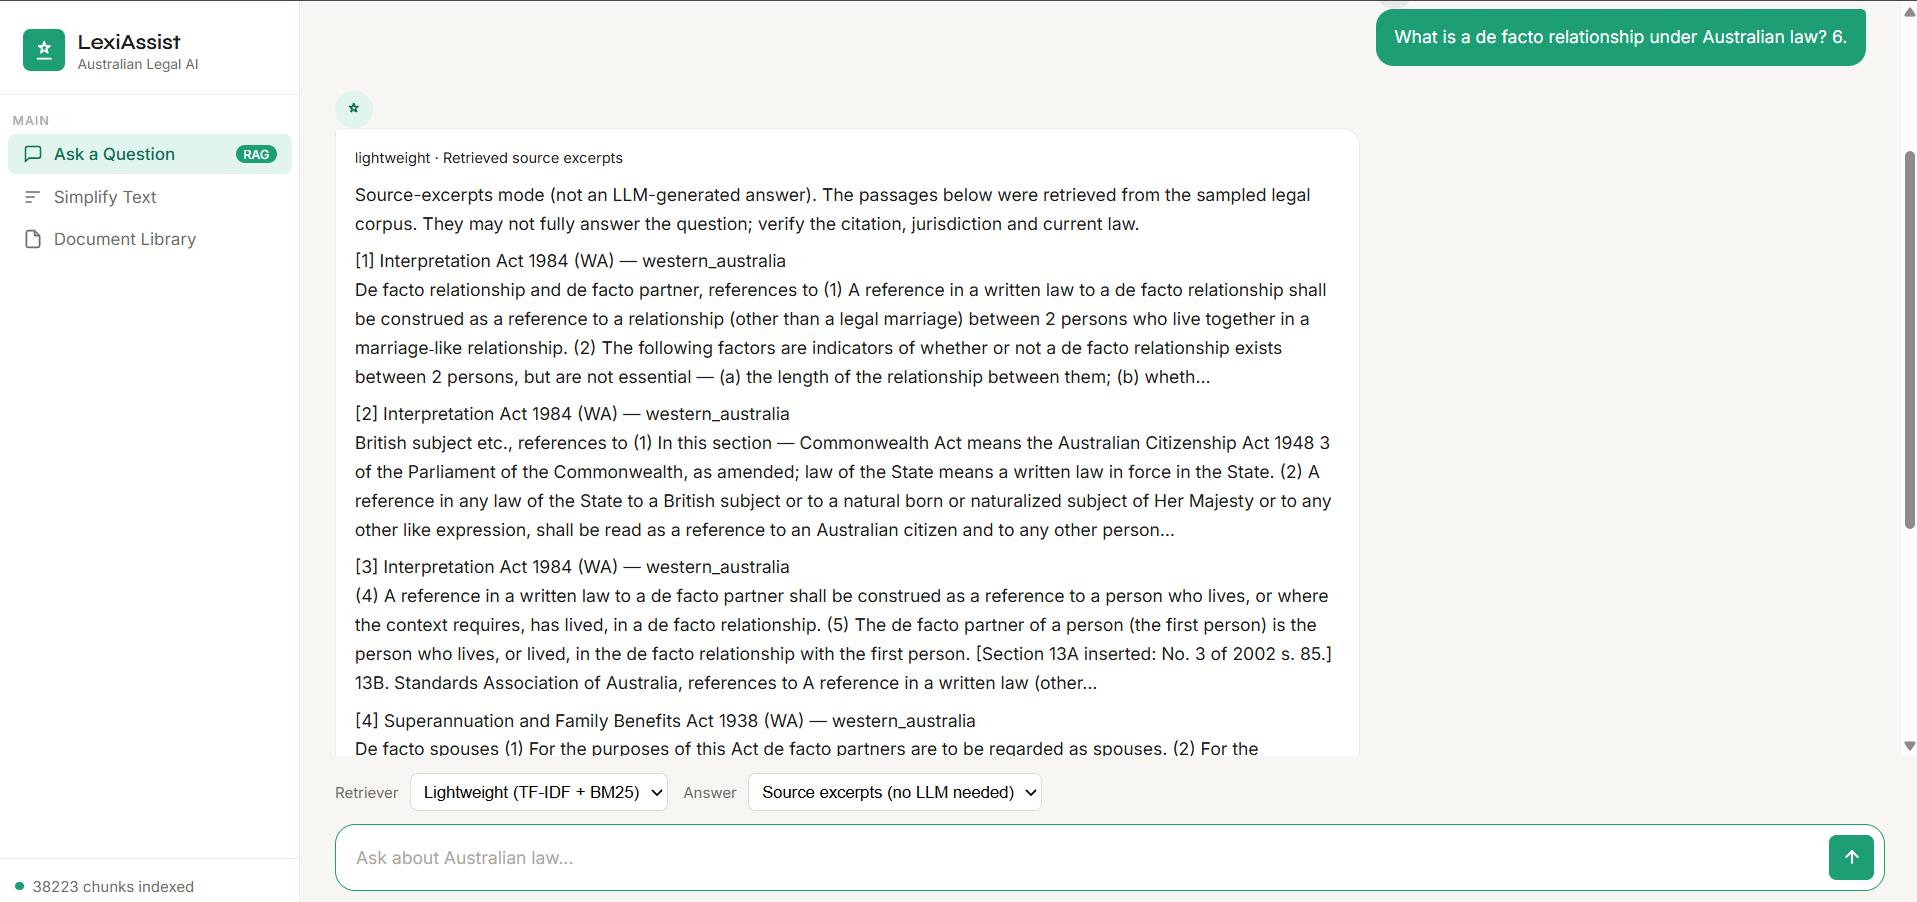 LexiAssist
Australian Legal AI
MAIN
Ask a Question
RAG
Simplify Text
Document Library
38223 chunks indexed
What is a de facto relationship under Australian law? 6.
lightweight · Retrieved source excerpts
Source-excerpts mode (not an LLM-generated answer). The passages below were retrieved from the sampled legal
corpus. They may not fully answer the question; verify the citation, jurisdiction and current law.
[1] Interpretation Act 1984 (WA) — western_australia
De facto relationship and de facto partner, references to (1) A reference in a written law to a de facto relationship shall
be construed as a reference to a relationship (other than a legal marriage) between 2 persons who live together in a
marriage-like relationship. (2) The following factors are indicators of whether or not a de facto relationship exists
between 2 persons, but are not essential — (a) the length of the relationship between them; (b) wheth...
[2] Interpretation Act 1984 (WA) — western_australia
British subject etc., references to (1) In this section — Commonwealth Act means the Australian Citizenship Act 1948 3
of the Parliament of the Commonwealth, as amended; law of the State means a written law in force in the State. (2) A
reference in any law of the State to a British subject or to a natural born or naturalized subject of Her Majesty or to any
other like expression, shall be read as a reference to an Australian citizen and to any other person...
[3] Interpretation Act 1984 (WA) — western_australia
(4) A reference in a written law to a de facto partner shall be construed as a reference to a person who lives, or where
the context requires, has lived, in a de facto relationship. (5) The de facto partner of a person (the first person) is the
person who lives, or lived, in the de facto relationship with the first person. [Section 13A inserted: No. 3 of 2002 s. 85.]
13B. Standards Association of Australia, references to A reference in a written law (other...
[4] Superannuation and Family Benefits Act 1938 (WA) — western_australia
De facto spouses (1) For the purposes of this Act de facto partners are to be regarded as spouses. (2) For the
Retriever
Lightweight (TF-IDF + BM25)
Answer
Source excerpts (no LLM needed)
Ask about Australian law...